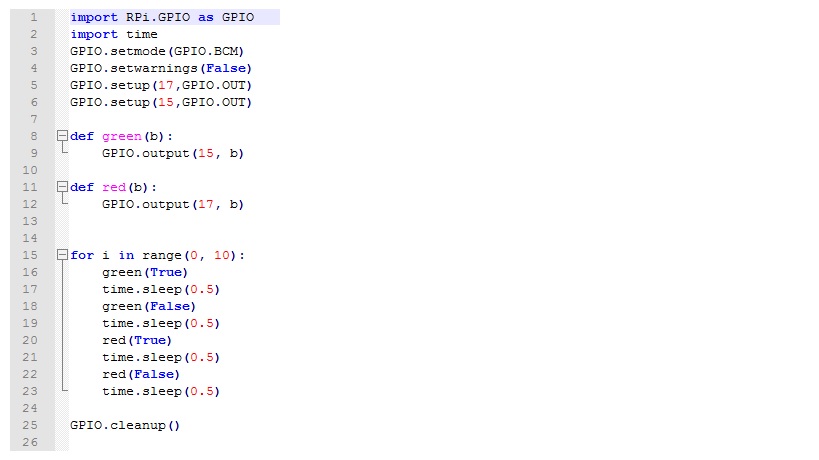 1 import RPi.GPIO as GPIO
2 import time
3 GPIO.setmode(GPIO.BCM)
4 GPIO.setwarnings(False)
5 GPIO.setup(17,GPIO.OUT)
6 GPIO.setup(15,GPIO.OUT)
7
8 def green(b):
9     GPIO.output(15, b)
10
11 def red(b):
12     GPIO.output(17, b)
13
14
15 for i in range(0, 10):
16     green(True)
17     time.sleep(0.5)
18     green(False)
19     time.sleep(0.5)
20     red(True)
21     time.sleep(0.5)
22     red(False)
23     time.sleep(0.5)
24
25 GPIO.cleanup()
26